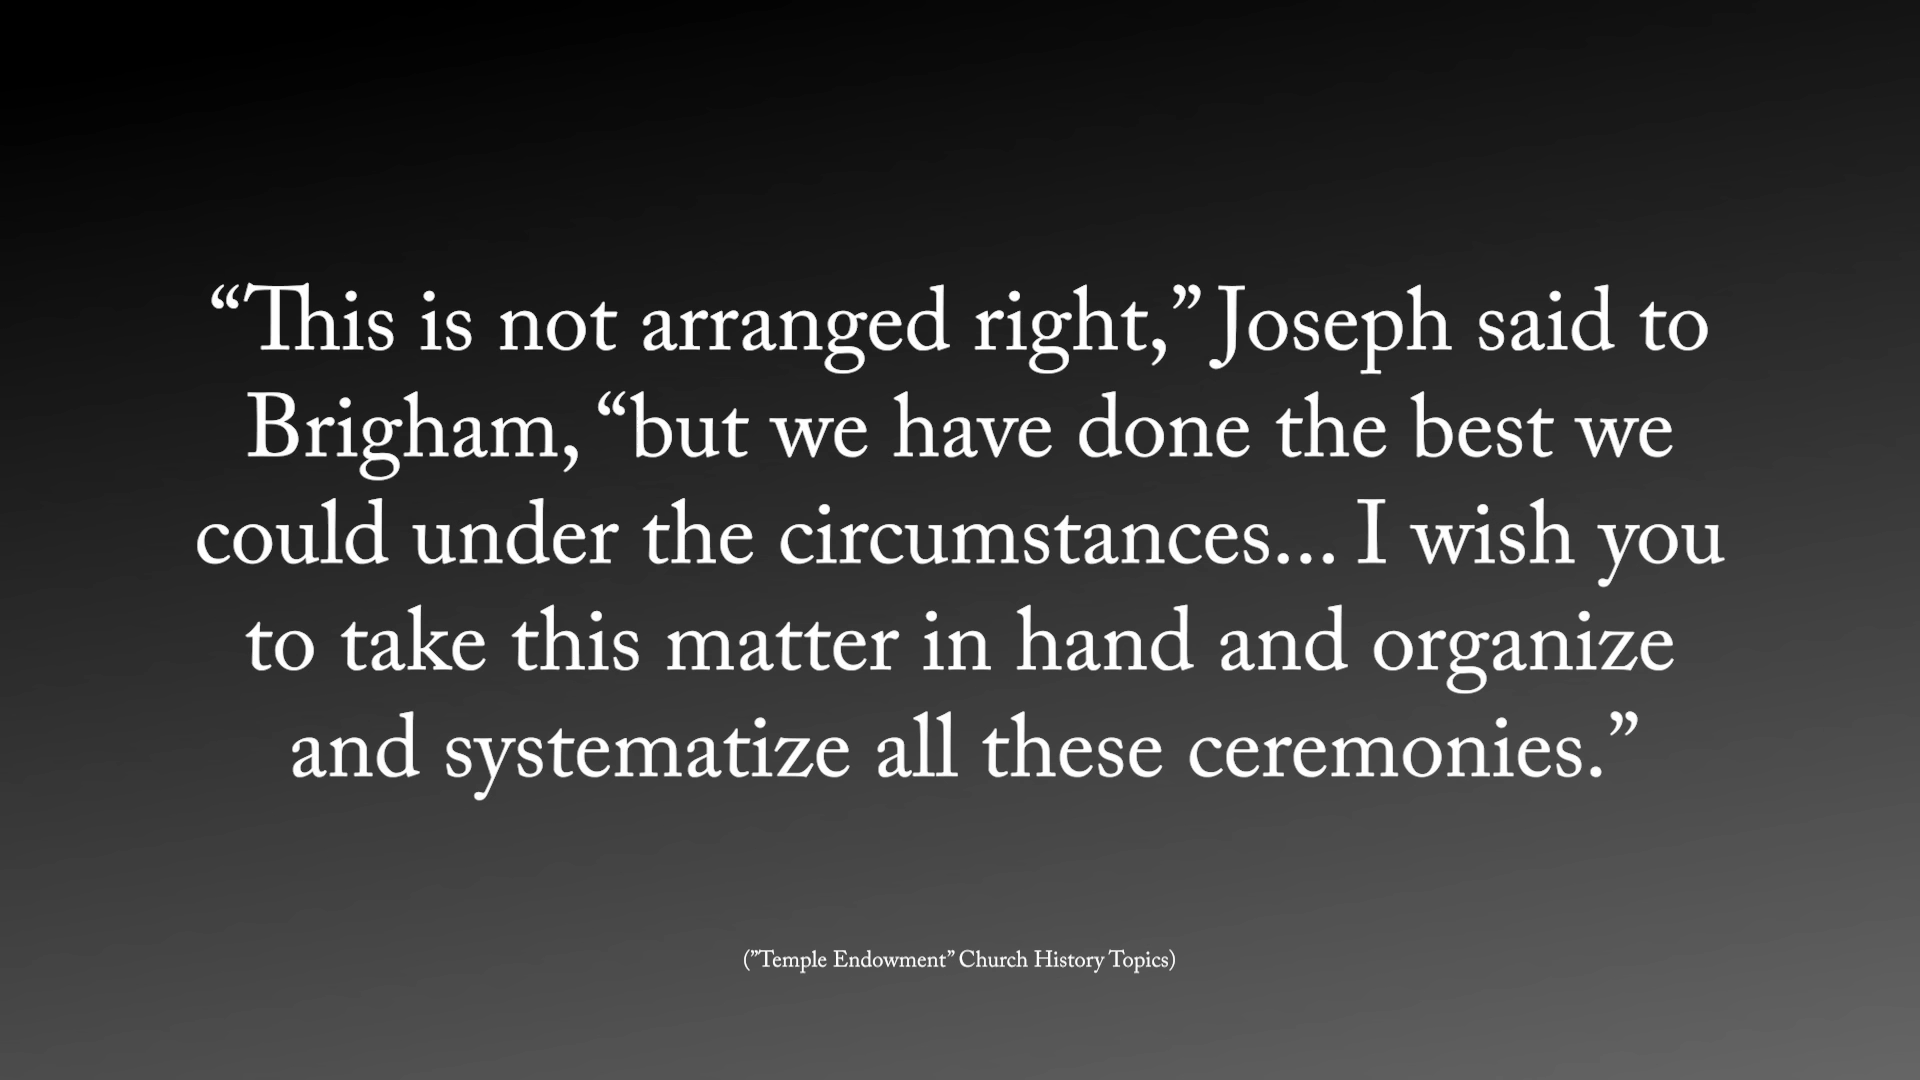 “This is not arranged right,” Joseph said to
Brigham, “but we have done the best we
could under the circumstances... I wish you
to take this matter in hand and organize
and systematize all these ceremonies.”
(”Temple Endowment” Church History Topics)